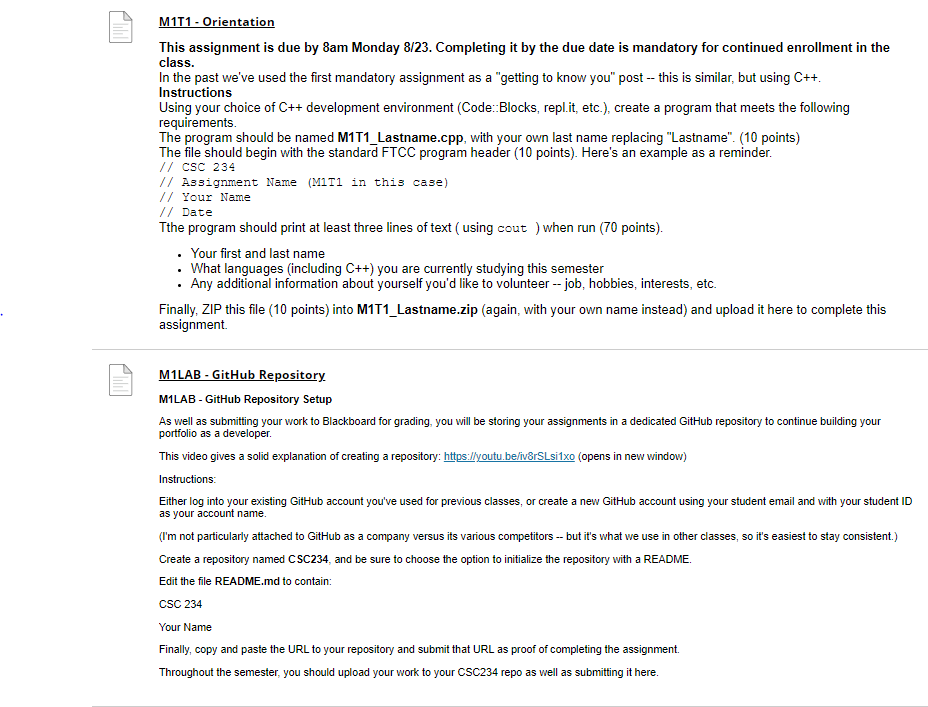 M1T1 - Orientation
This assignment is due by 8am Monday 8/23. Completing it by the due date is mandatory for continued enrollment in the
class.
In the past we've used the first mandatory assignment as a "getting to know you" post -- this is similar, but using C++.
Instructions
Using your choice of C++ development environment (Code::Blocks, repl.it, etc.), create a program that meets the following
requirements.
The program should be named M1T1_Lastname.cpp, with your own last name replacing "Lastname". (10 points)
The file should begin with the standard FTCC program header (10 points). Here's an example as a reminder.
// CSC 234
// Assignment Name (M1T1 in this case)
// Your Name
// Date
Tthe program should print at least three lines of text ( using cout ) when run (70 points).
• Your first and last name
• What languages (including C++) you are currently studying this semester
• Any additional information about yourself you'd like to volunteer -- job, hobbies, interests, etc.
Finally, ZIP this file (10 points) into M1T1_Lastname.zip (again, with your own name instead) and upload it here to complete this
assignment.
M1LAB - GitHub Repository
M1LAB - GitHub Repository Setup
As well as submitting your work to Blackboard for grading, you will be storing your assignments in a dedicated GitHub repository to continue building your
portfolio as a developer.
This video gives a solid explanation of creating a repository: https://youtu.be/iv8rSLsi1xo (opens in new window)
Instructions:
Either log into your existing GitHub account you've used for previous classes, or create a new GitHub account using your student email and with your student ID
as your account name.
(I'm not particularly attached to GitHub as a company versus its various competitors -- but it's what we use in other classes, so it's easiest to stay consistent.)
Create a repository named CSC234, and be sure to choose the option to initialize the repository with a README.
Edit the file README.md to contain:
CSC 234
Your Name
Finally, copy and paste the URL to your repository and submit that URL as proof of completing the assignment.
Throughout the semester, you should upload your work to your CSC234 repo as well as submitting it here.